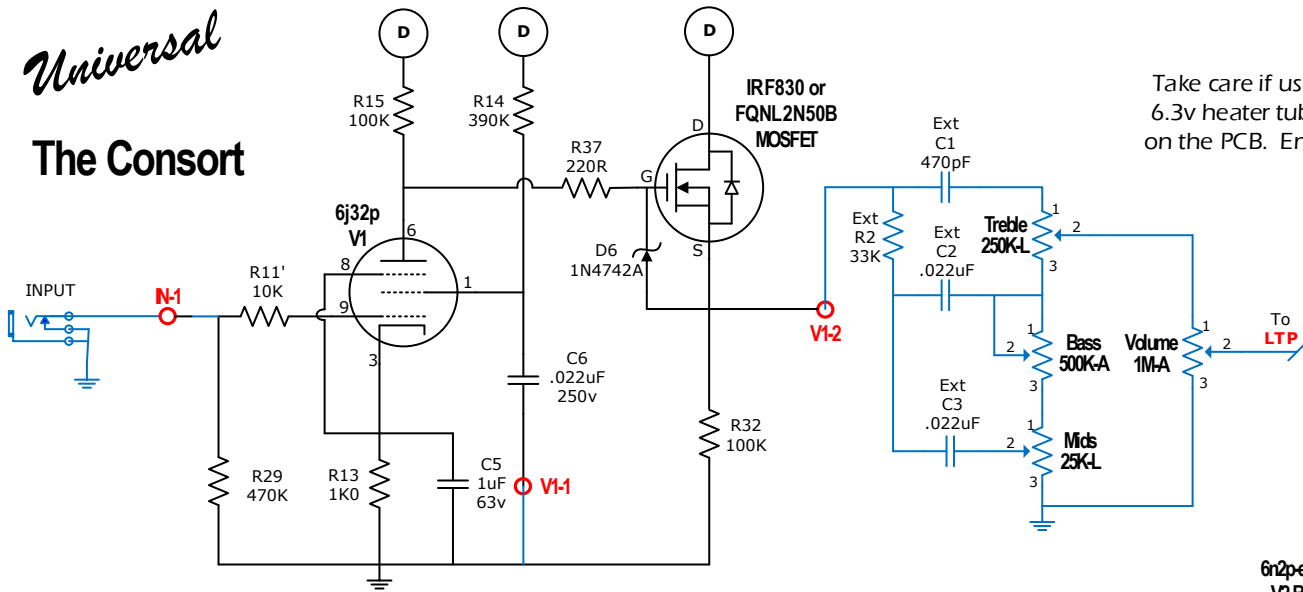 Universal
The Consort
D
D
D
R15
100K
R14
390K
IRF830 or
FQNL2N50B
MOSFET
Take care if us
6.3v heater tub
on the PCB. En
R37
220R
D
G
S
D6
1N4742A
6j32p
V1
6
8
9
1
3
R11'
10K
INPUT
IN-1
R29
470K
R13
1K0
C5
1uF
63v
C6
.022uF
250v
V1-1
R32
100K
V1-2
Ext
C1
470pF
Ext
R2
33K
Ext
C2
.022uF
Ext
C3
.022uF
Treble
250K-L
1
2
3
Bass
500K-A
1
2
3
Mids
25K-L
1
2
3
Volume
1M-A
1
2
3
To
LTP
6n2p-e